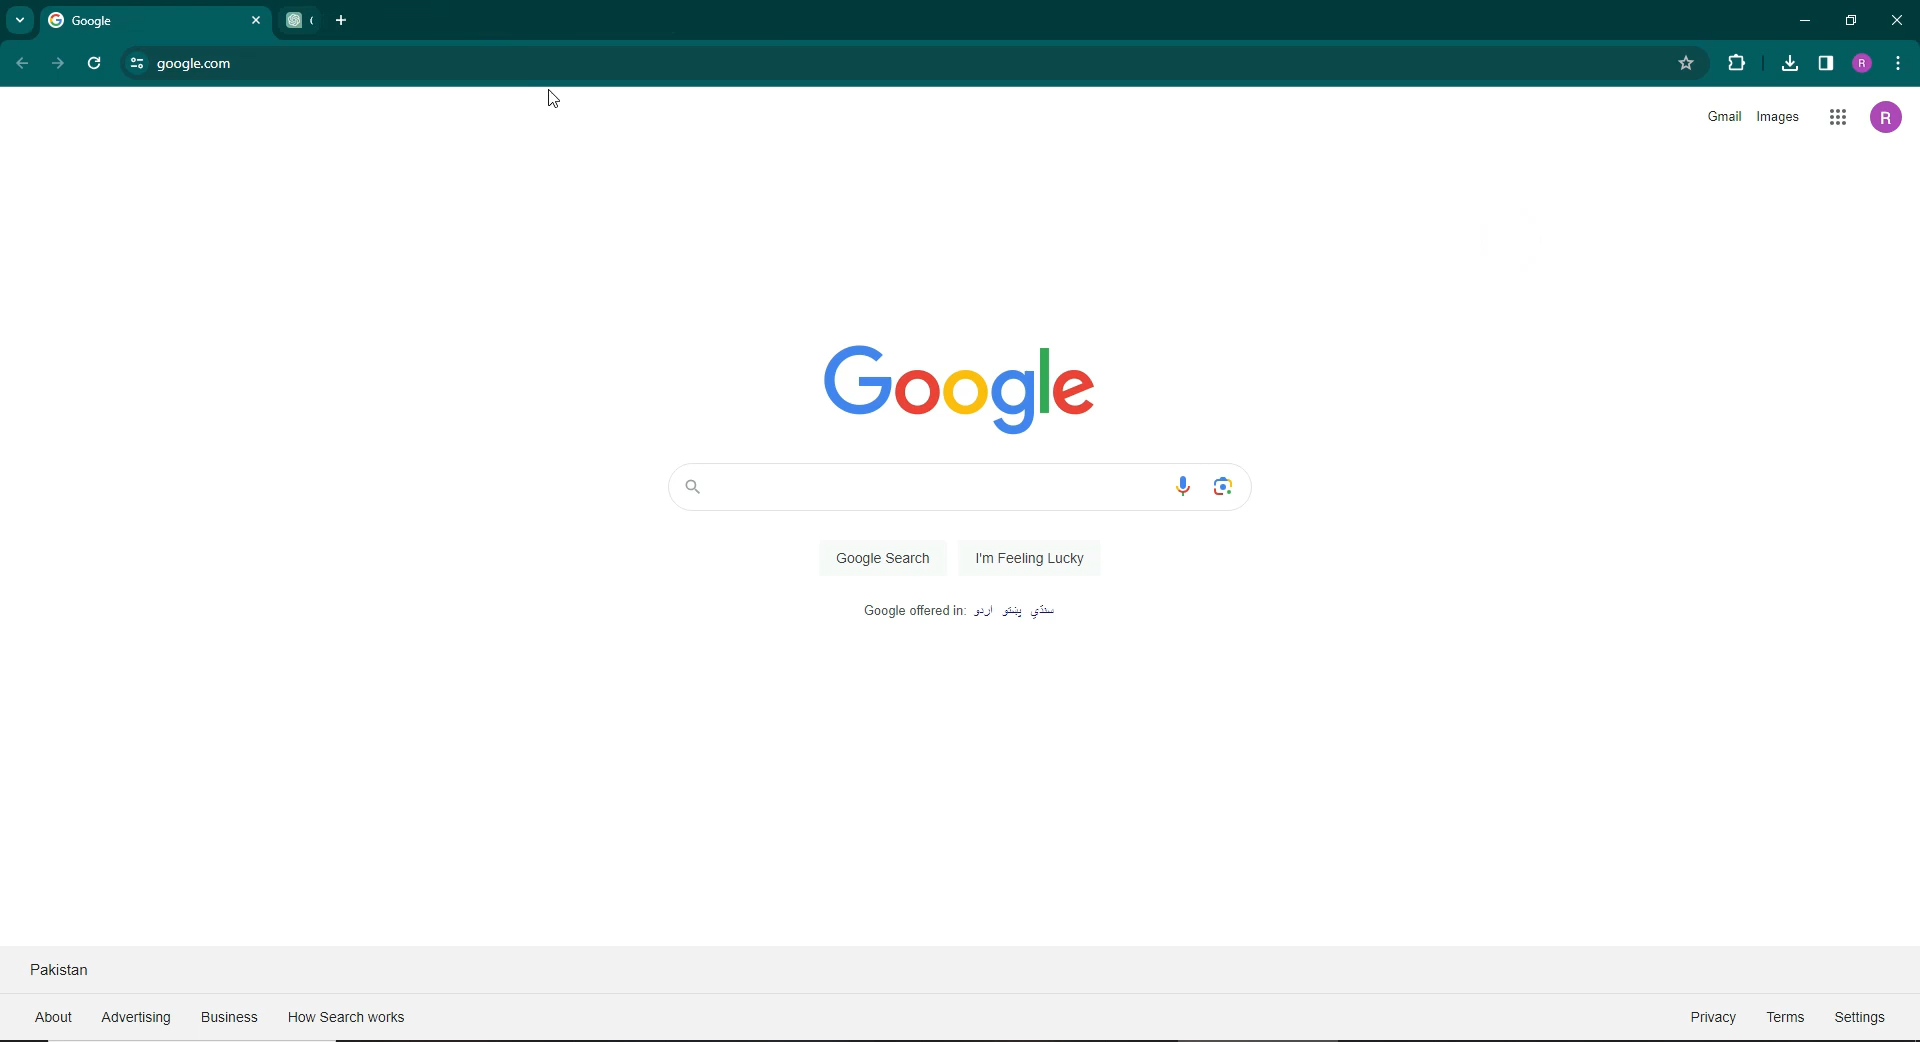 Google
google.com
R
Gmail Images
R
Google
Google Search I'm Feeling Lucky
Google offered in: اردو پښتو سنڌي
Pakistan
About Advertising Business How Search works Privacy Terms Settings